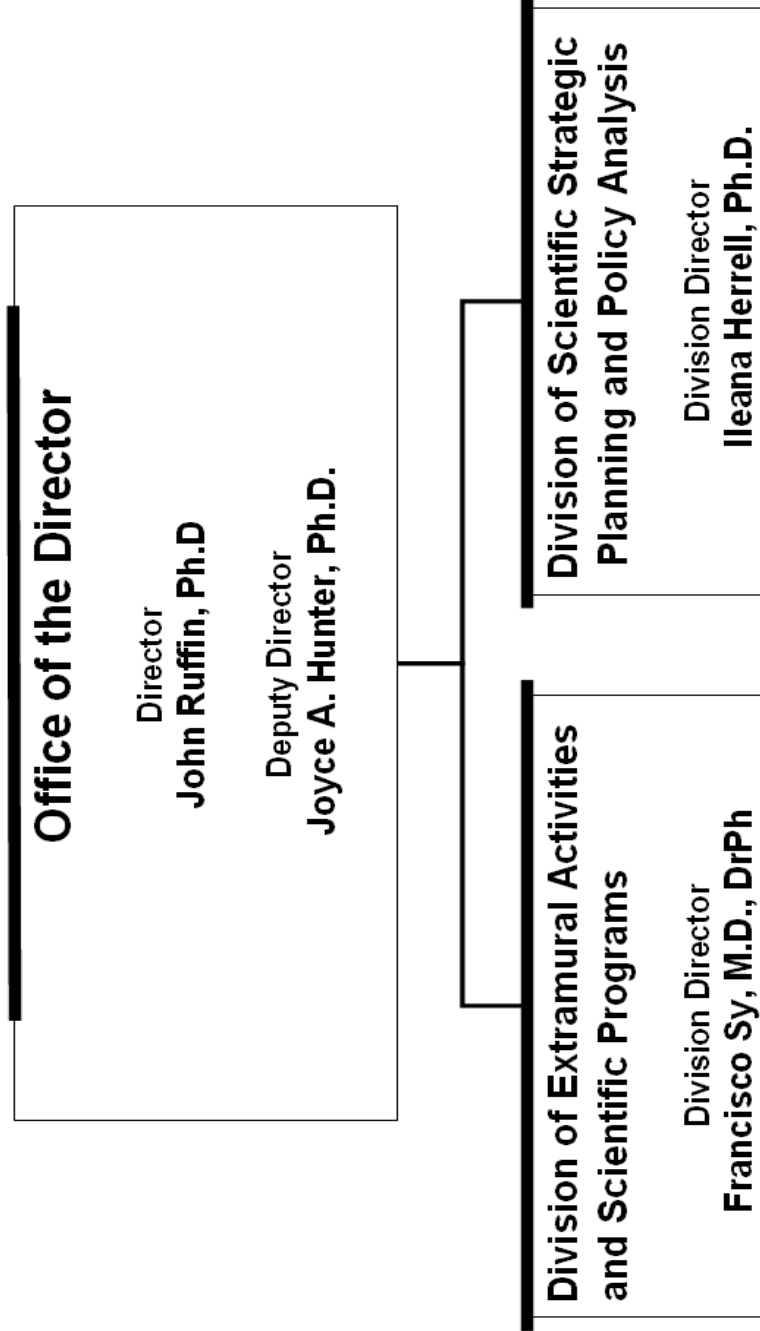 Office of the Director
Director
John Ruffin, Ph.D
Deputy Director
Joyce A. Hunter, Ph.D.
Division of Extramural Activities
and Scientific Programs
Division Director
Francisco Sy, M.D., DrPh
Division of Scientific Strategic
Planning and Policy Analysis
Division Director
Ileana Herrell, Ph.D.